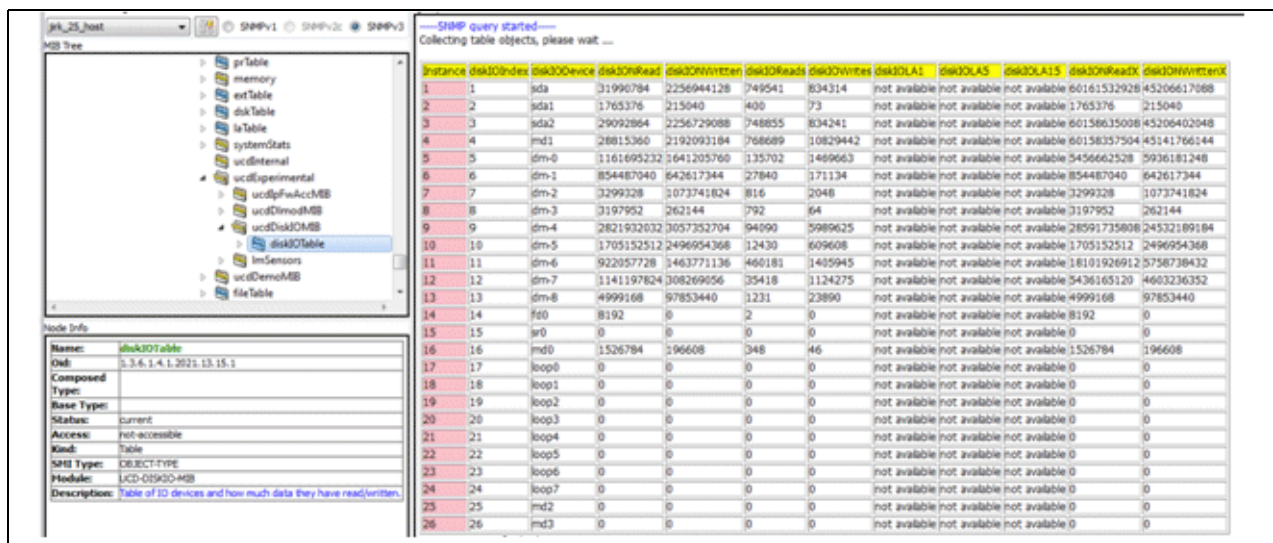 jrk_25_host SNMPv1 SNMPv2c SNMPv3
MIB Tree
prTable
memory
extTable
dskTable
laTable
systemStats
ucdInternal
ucdExperimental
ucdIpFwAccMIB
ucdDlmodMIB
ucdDiskIOMIB
diskIOTable
lmSensors
ucdDemoMIB
fileTable
Node Info
Name: diskIOTable
Oid: 1.3.6.1.4.1.2021.13.15.1
Composed
Type:
Base Type:
Status: current
Access: not-accessible
Kind: Table
SMI Type: OBJECT-TYPE
Module: UCD-DISKIO-MIB
Description: Table of IO devices and how much data they have read/written.
----SNMP query started----
Collecting table objects, please wait ....
Instance diskIOIndex diskIODevice diskIONRead diskIONWritten diskIOReads diskIOWrites diskIOLA1 diskIOLA5 diskIOLA15 diskIONReadX diskIONWrittenX
1 1 sda 31990784 2256944128 749541 834314 not available not available not available 60161532928 45206617088
2 2 sda1 1765376 215040 400 73 not available not available not available 1765376 215040
3 3 sda2 29092864 2256729088 748855 834241 not available not available not available 60158635008 45206402048
4 4 md1 28815360 2192093184 768689 10829442 not available not available not available 60158357504 45141766144
5 5 dm-0 1161695232 1641205760 135702 1469663 not available not available not available 5456662528 5936181248
6 6 dm-1 854487040 642617344 27840 171134 not available not available not available 854487040 642617344
7 7 dm-2 3299328 1073741824 816 2048 not available not available not available 3299328 1073741824
8 8 dm-3 3197952 262144 792 64 not available not available not available 3197952 262144
9 9 dm-4 2821932032 3057352704 94090 5989625 not available not available not available 28591735808 24532189184
10 10 dm-5 1705152512 2496954368 12430 609608 not available not available not available 1705152512 2496954368
11 11 dm-6 922057728 1463771136 460181 1405945 not available not available not available 18101926912 5758738432
12 12 dm-7 1141197824 308269056 35418 1124275 not available not available not available 5436165120 4603236352
13 13 dm-8 4999168 97853440 1231 23890 not available not available not available 4999168 97853440
14 14 fd0 8192 0 2 0 not available not available not available 8192 0
15 15 sr0 0 0 0 0 not available not available not available 0 0
16 16 md0 1526784 196608 348 46 not available not available not available 1526784 196608
17 17 loop0 0 0 0 0 not available not available not available 0 0
18 18 loop1 0 0 0 0 not available not available not available 0 0
19 19 loop2 0 0 0 0 not available not available not available 0 0
20 20 loop3 0 0 0 0 not available not available not available 0 0
21 21 loop4 0 0 0 0 not available not available not available 0 0
22 22 loop5 0 0 0 0 not available not available not available 0 0
23 23 loop6 0 0 0 0 not available not available not available 0 0
24 24 loop7 0 0 0 0 not available not available not available 0 0
25 25 md2 0 0 0 0 not available not available not available 0 0
26 26 md3 0 0 0 0 not available not available not available 0 0